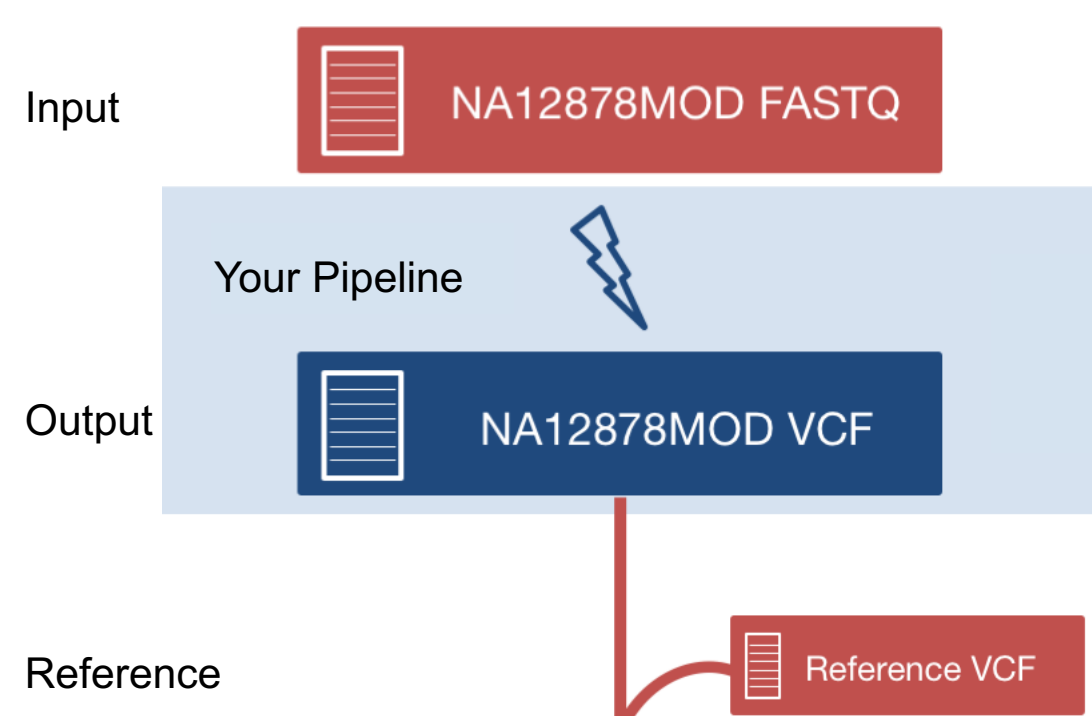 Input
NA12878MOD FASTQ
Your Pipeline
Output
NA12878MOD VCF
Reference
Reference VCF